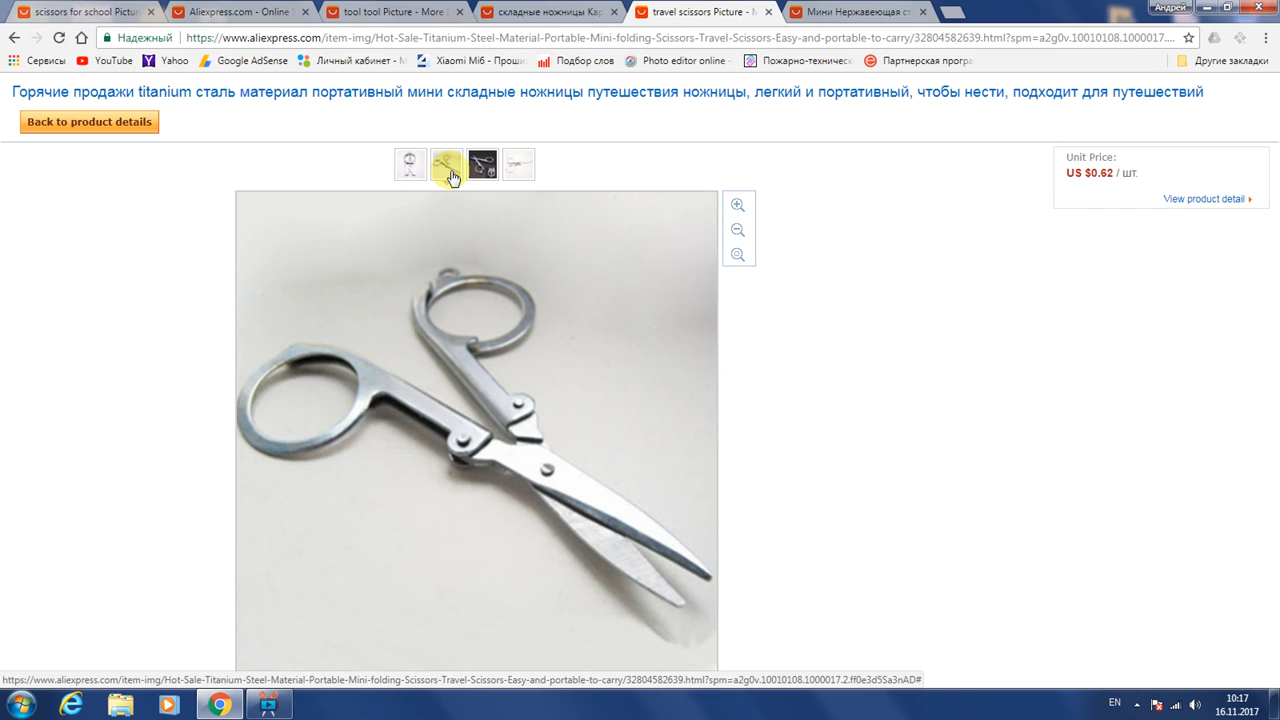 scissors for school Pictur
Aliexpress.com - Online
tool tool Picture - More
складные ножницы Кар
travel scissors Picture - M
Мини Нержавеющая ст
Андрей
Надежный
https://www.aliexpress.com/item-img/Hot-Sale-Titanium-Steel-Material-Portable-Mini-folding-Scissors-Travel-Scissors-Easy-and-portable-to-carry/32804582639.html?spm=a2g0v.10010108.1000017....
Сервисы
YouTube
Yahoo
Google AdSense
Личный кабинет - М
Xiaomi Mi6 - Проши
Подбор слов
Photo editor online -
Пожарно-техническ
Партнерская програ
Другие закладки
Горячие продажи titanium сталь материал портативный мини складные ножницы путешествия ножницы, легкий и портативный, чтобы нести, подходит для путешествий
Back to product details
Unit Price:
US $0.62 / шт.
View product detail
https://www.aliexpress.com/item-img/Hot-Sale-Titanium-Steel-Material-Portable-Mini-folding-Scissors-Travel-Scissors-Easy-and-portable-to-carry/32804582639.html?spm=a2g0v.10010108.1000017.2.ff0e3d5Sa3nAD#
EN
10:17
16.11.2017